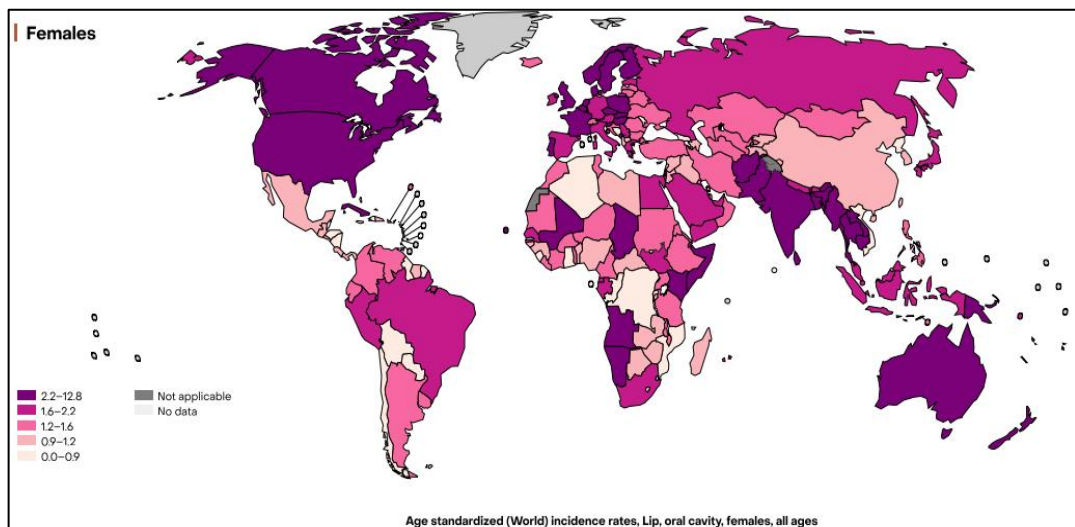 Females
2.2–12.8
1.6–2.2
1.2–1.6
0.9–1.2
0.0–0.9
Not applicable
No data
Age standardized (World) incidence rates, Lip, oral cavity, females, all ages